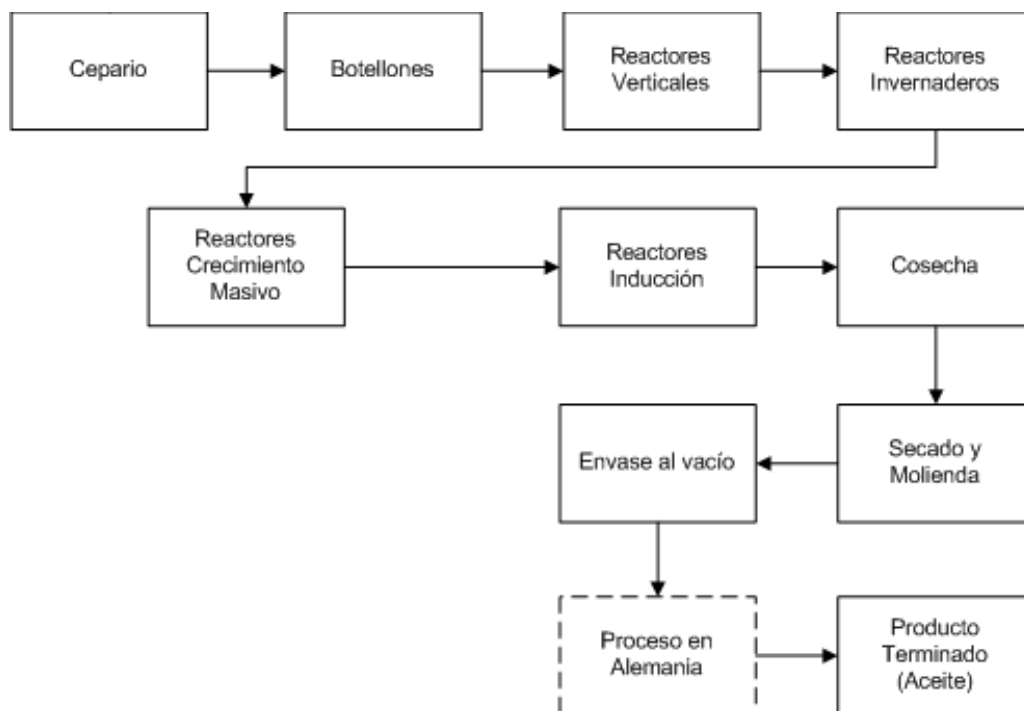 Cepario
Botellones
Reactores
Verticales
Reactores
Invernaderos
Reactores
Crecimiento
Masivo
Reactores
Inducción
Cosecha
Envase al vacío
Secado y
Molienda
Proceso en
Alemania
Producto
Terminado
(Aceite)